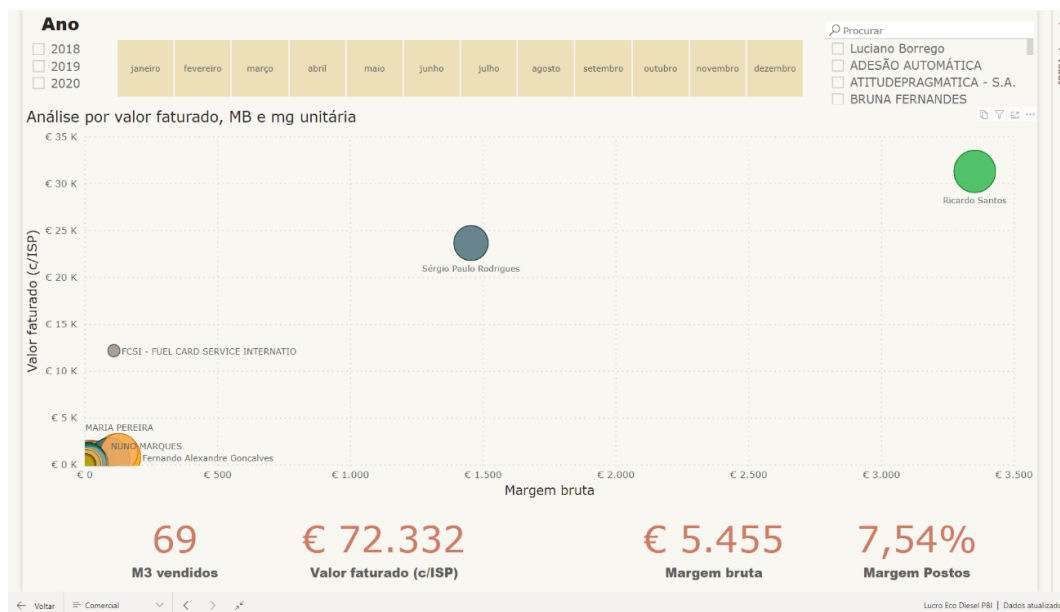 Ano
2018
2019
2020
janeiro fevereiro março abril maio junho julho agosto setembro outubro novembro dezembro
Procurar
Luciano Borrego
ADESÃO AUTOMÁTICA
ATITUDEPRAGMATICA - S.A.
BRUNA FERNANDES
Análise por valor faturado, MB e mg unitária
Valor faturado (c/ISP)
€ 35 K
€ 30 K
€ 25 K
€ 20 K
€ 15 K
€ 10 K
€ 5 K
€ 0 K
Ricardo Santos
Sérgio Paulo Rodrigues
FCSI - FUEL CARD SERVICE INTERNATIO
MARIA PEREIRA
NUNO MARQUES
Fernando Alexandre Goncalves
€ 0 € 500 € 1.000 € 1.500 € 2.000 € 2.500 € 3.000 € 3.500
Margem bruta
69 € 72.332 € 5.455 7,54%
M3 vendidos Valor faturado (c/ISP) Margem bruta Margem Postos
Voltar Comercial Lucro Eco Diesel PBI | Dados atualizado